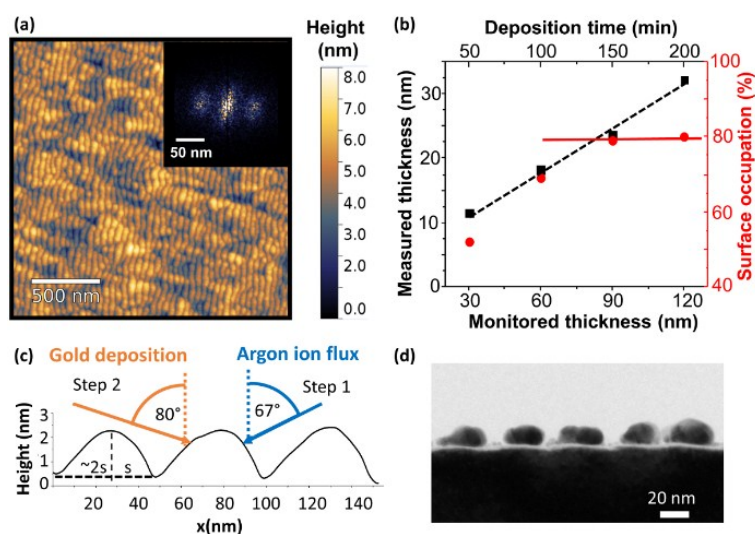 (a)
Height
(nm)
8.0
7.0
6.0
5.0
4.0
3.0
2.0
1.0
0.0
50 nm
500 nm
(b)
Deposition time (min)
50 100 150 200
Measured thickness (nm)
30
20
10
0
Surface occupation (%)
100
80
60
40
30 60 90 120
Monitored thickness (nm)
(c)
Gold deposition
Argon ion flux
Step 2
Step 1
80°
67°
Height (nm)
3
2
1
0
~2s
s
0 20 40 60 80 100 120 140
x(nm)
(d)
20 nm